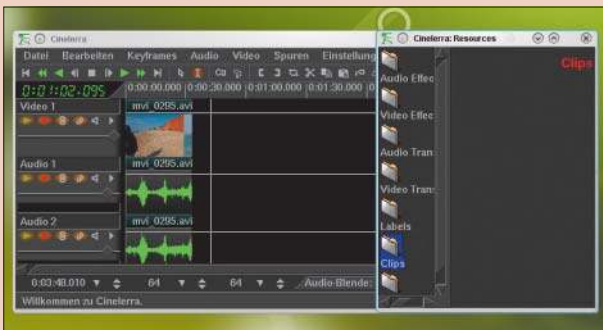 Cinelerra
Datei Bearbeiten Keyframes Audio Video Spuren Einstellung
0:01:02.095
0:00:00.000 0:00:30.000 0:01:00.000 0:01:30.000
Video 1
mvi_0295.avi
Audio 1
mvi_0295.avi
Audio 2
mvi_0295.avi
0:03:48.010 64 64 Audio-Blende:
Willkommen zu Cinelerra.
Cinelerra: Resources
Clips
Audio Effec
Video Effec
Audio Tran
Video Trans
Labels
Clips